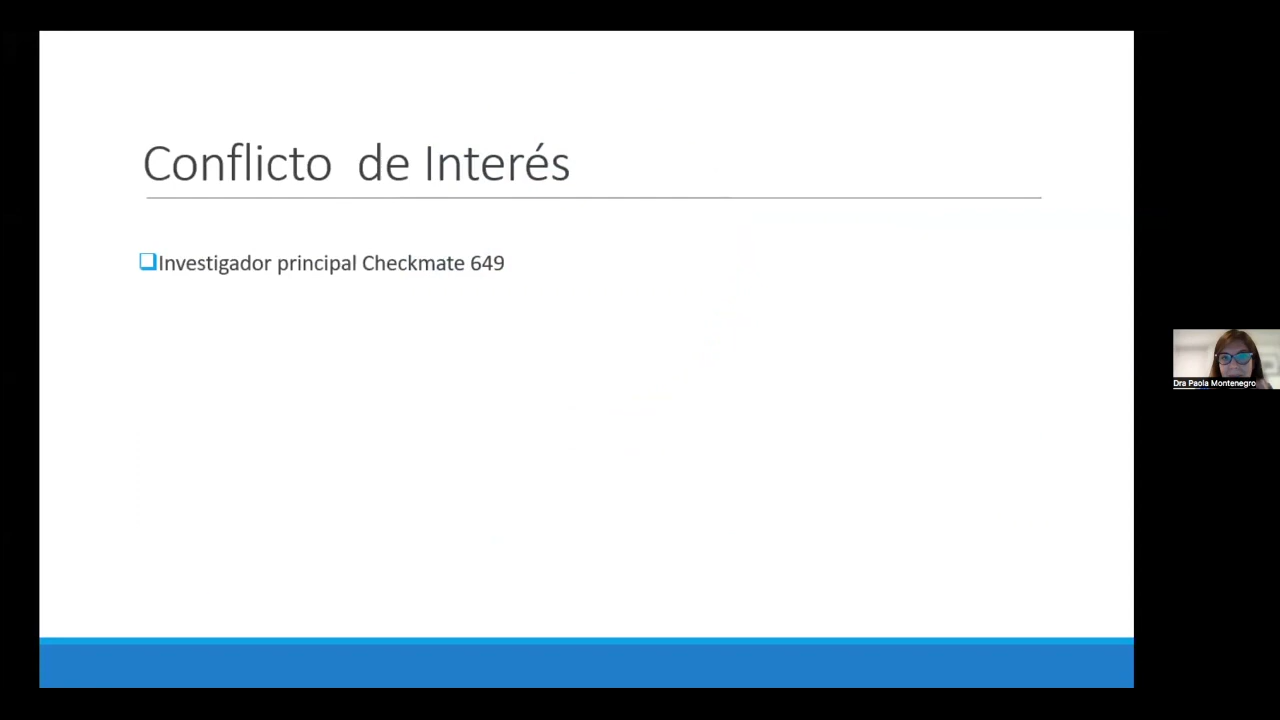 Conflicto de Interés
Investigador principal Checkmate 649
Dra Paola Montenegro